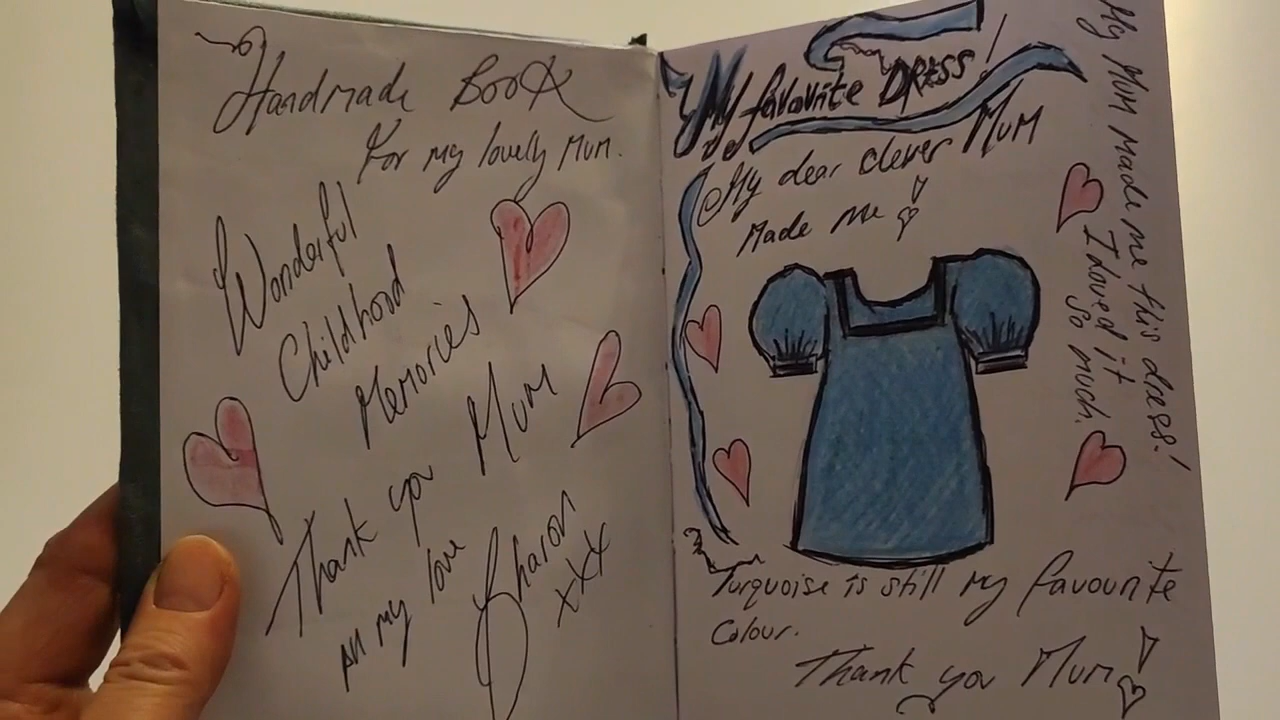 Handmade Book
For my lovely Mum.
Wonderful
Childhood
Memories
Thank you Mum
All my love
Sharon
xxx
My favourite DRESS!
My dear clever Mum
Made me!
My Mum made me this dress!
I loved it
so much!
Turquoise is still my favourite
Colour.
Thank you Mum!